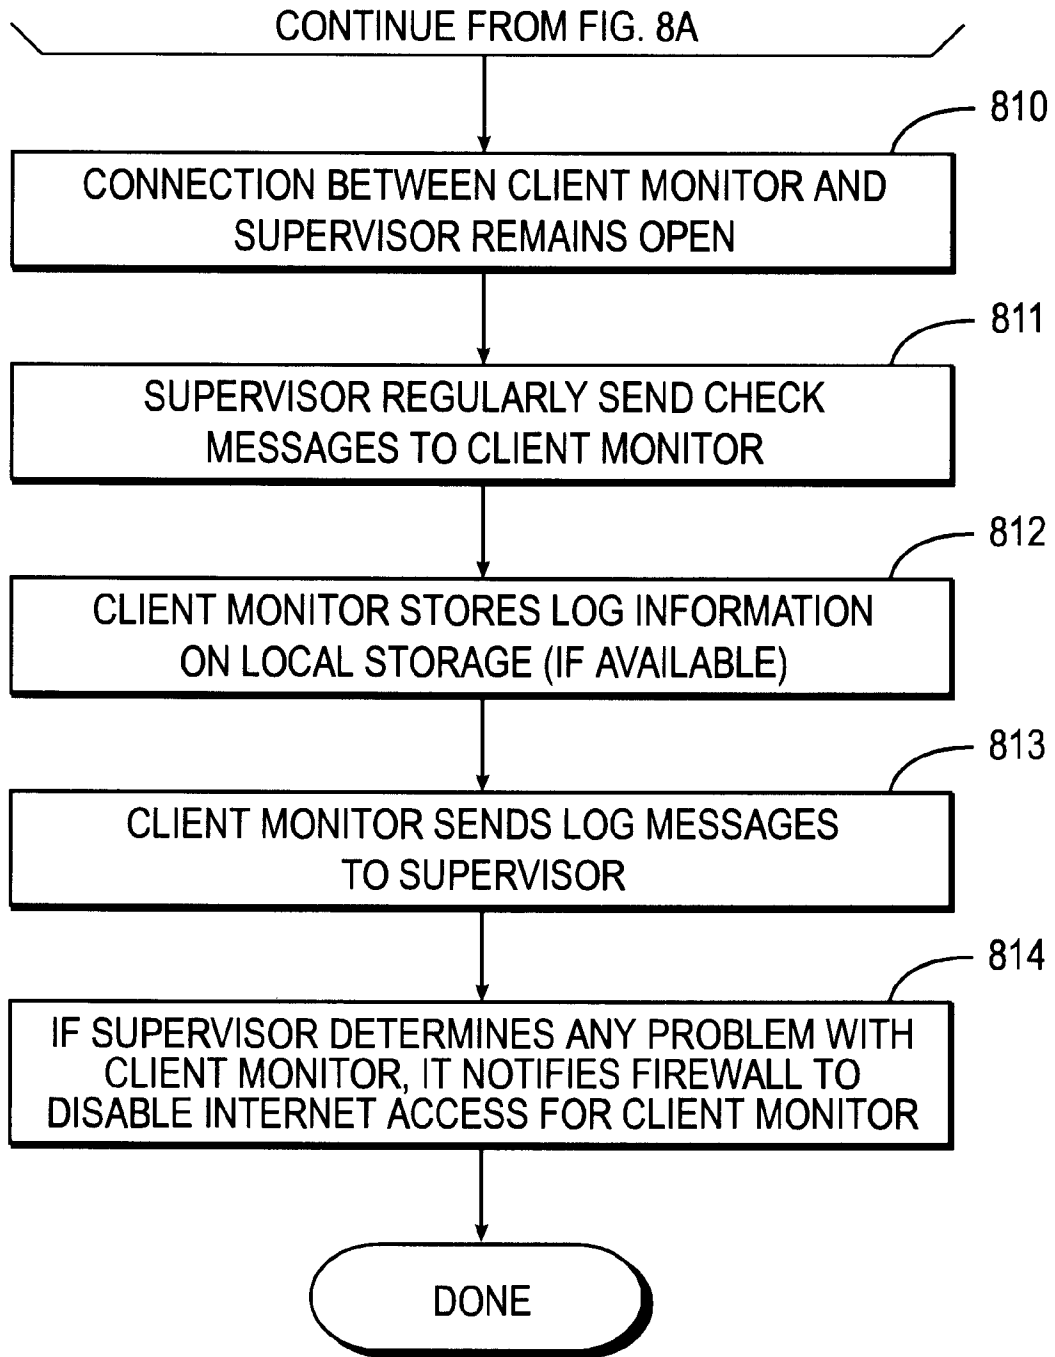 CONTINUE FROM FIG. 8A
810
CONNECTION BETWEEN CLIENT MONITOR AND
SUPERVISOR REMAINS OPEN
811
SUPERVISOR REGULARLY SEND CHECK
MESSAGES TO CLIENT MONITOR
812
CLIENT MONITOR STORES LOG INFORMATION
ON LOCAL STORAGE (IF AVAILABLE)
813
CLIENT MONITOR SENDS LOG MESSAGES
TO SUPERVISOR
814
IF SUPERVISOR DETERMINES ANY PROBLEM WITH
CLIENT MONITOR, IT NOTIFIES FIREWALL TO
DISABLE INTERNET ACCESS FOR CLIENT MONITOR
DONE